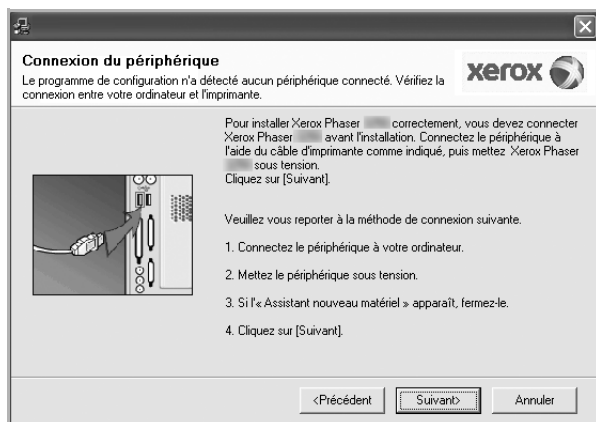 Connexion du périphérique
Le programme de configuration n'a détecté aucun périphérique connecté. Vérifiez la
connexion entre votre ordinateur et l'imprimante.
xerox
Pour installer Xerox Phaser correctement, vous devez connecter
Xerox Phaser avant l'installation. Connectez le périphérique à
l'aide du câble d'imprimante comme indiqué, puis mettez Xerox Phaser
sous tension.
Cliquez sur [Suivant].
Veuillez vous reporter à la méthode de connexion suivante.
1. Connectez le périphérique à votre ordinateur.
2. Mettez le périphérique sous tension.
3. Si l'« Assistant nouveau matériel » apparaît, fermez-le.
4. Cliquez sur [Suivant].
<Précédent
Suivant>
Annuler